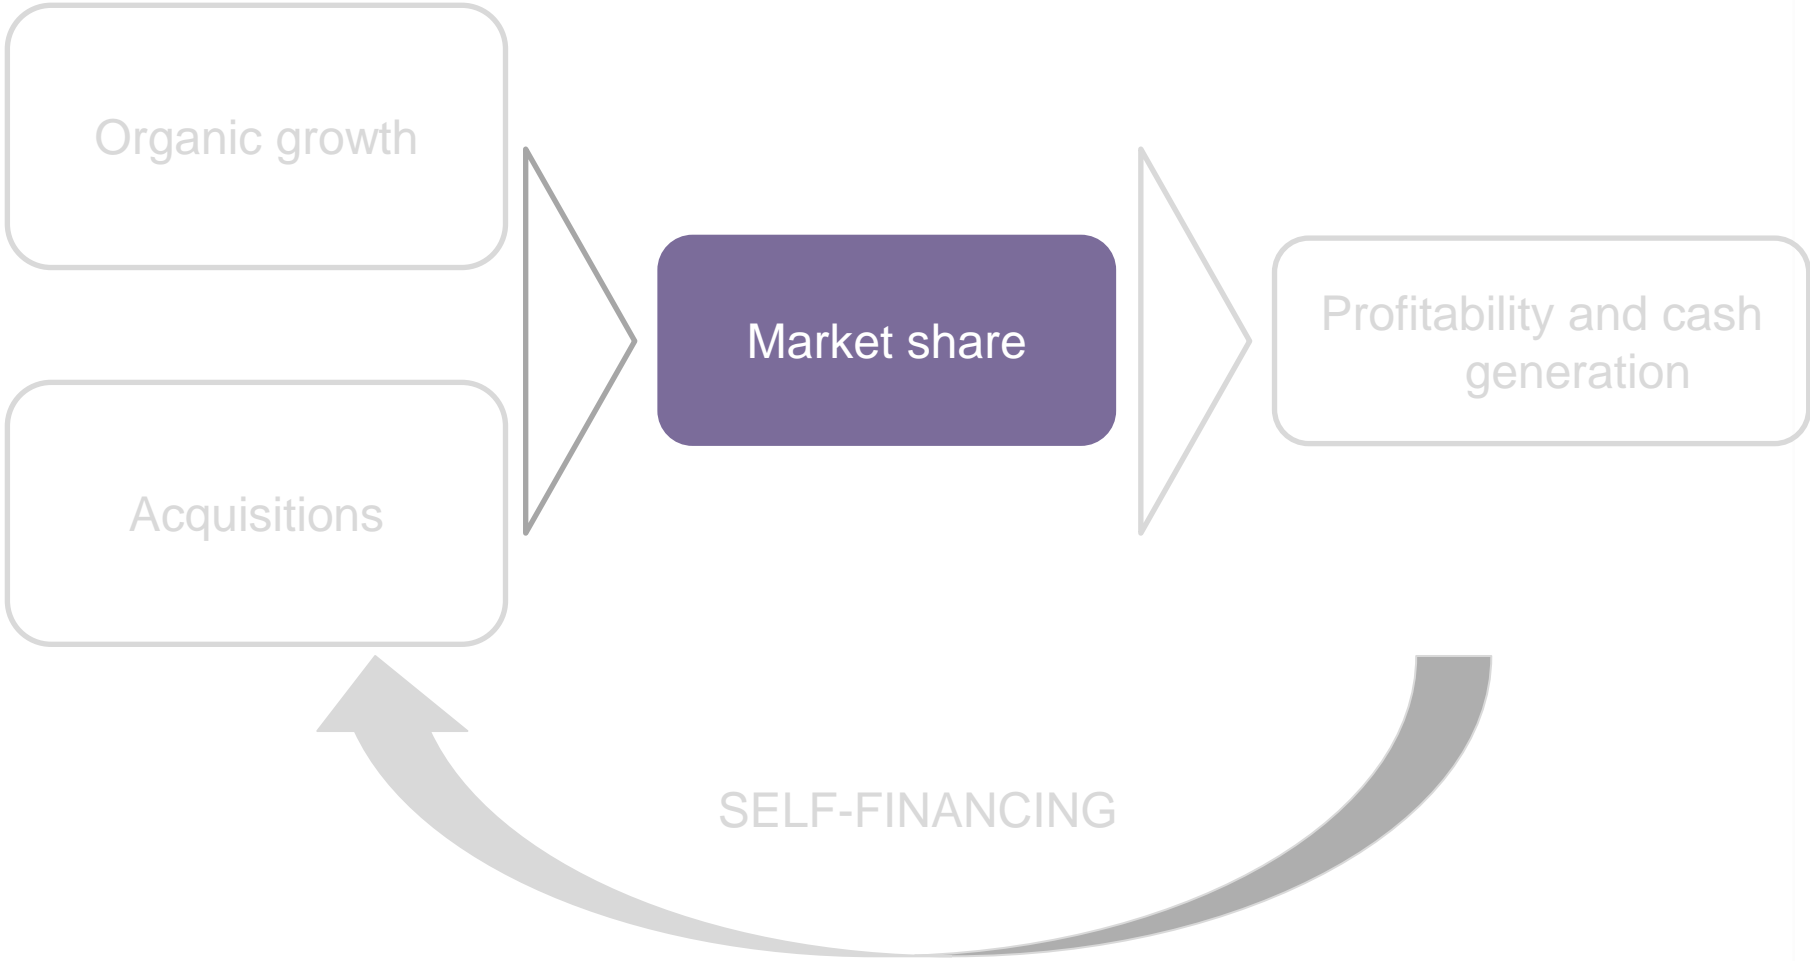 Organic growth
Acquisitions
Market share
Profitability and cash
generation
SELF-FINANCING